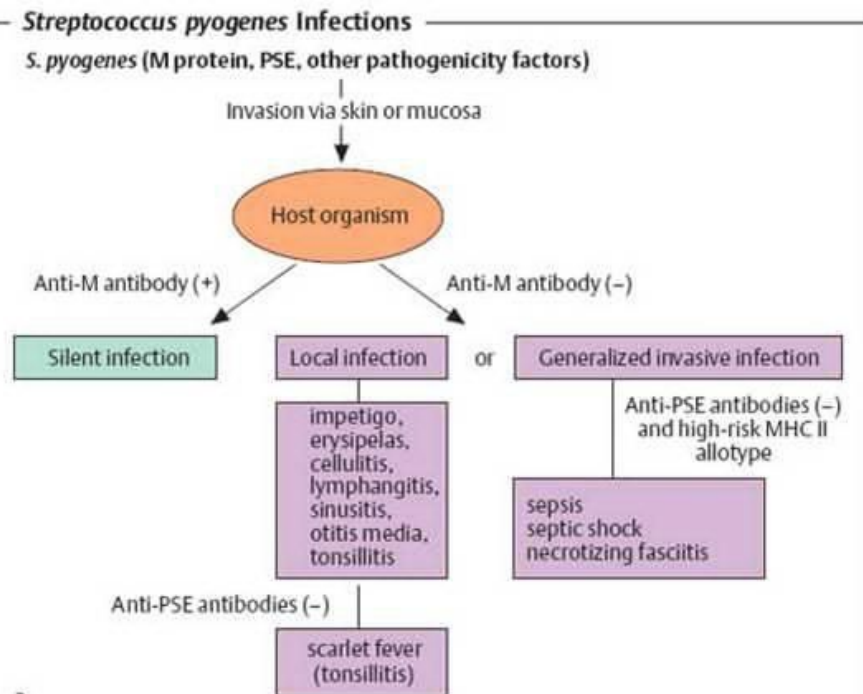 Streptococcus pyogenes Infections
S. pyogenes (M protein, PSE, other pathogenicity factors)
Invasion via skin or mucosa
Host organism
Anti-M antibody (+)
Anti-M antibody (–)
Silent infection
Local infection
or
Generalized invasive infection
impetigo,
erysipelas,
cellulitis,
lymphangitis,
sinusitis,
otitis media,
tonsillitis
Anti-PSE antibodies (–)
and high-risk MHC II
allotype
sepsis
septic shock
necrotizing fasciitis
Anti-PSE antibodies (–)
scarlet fever
(tonsillitis)